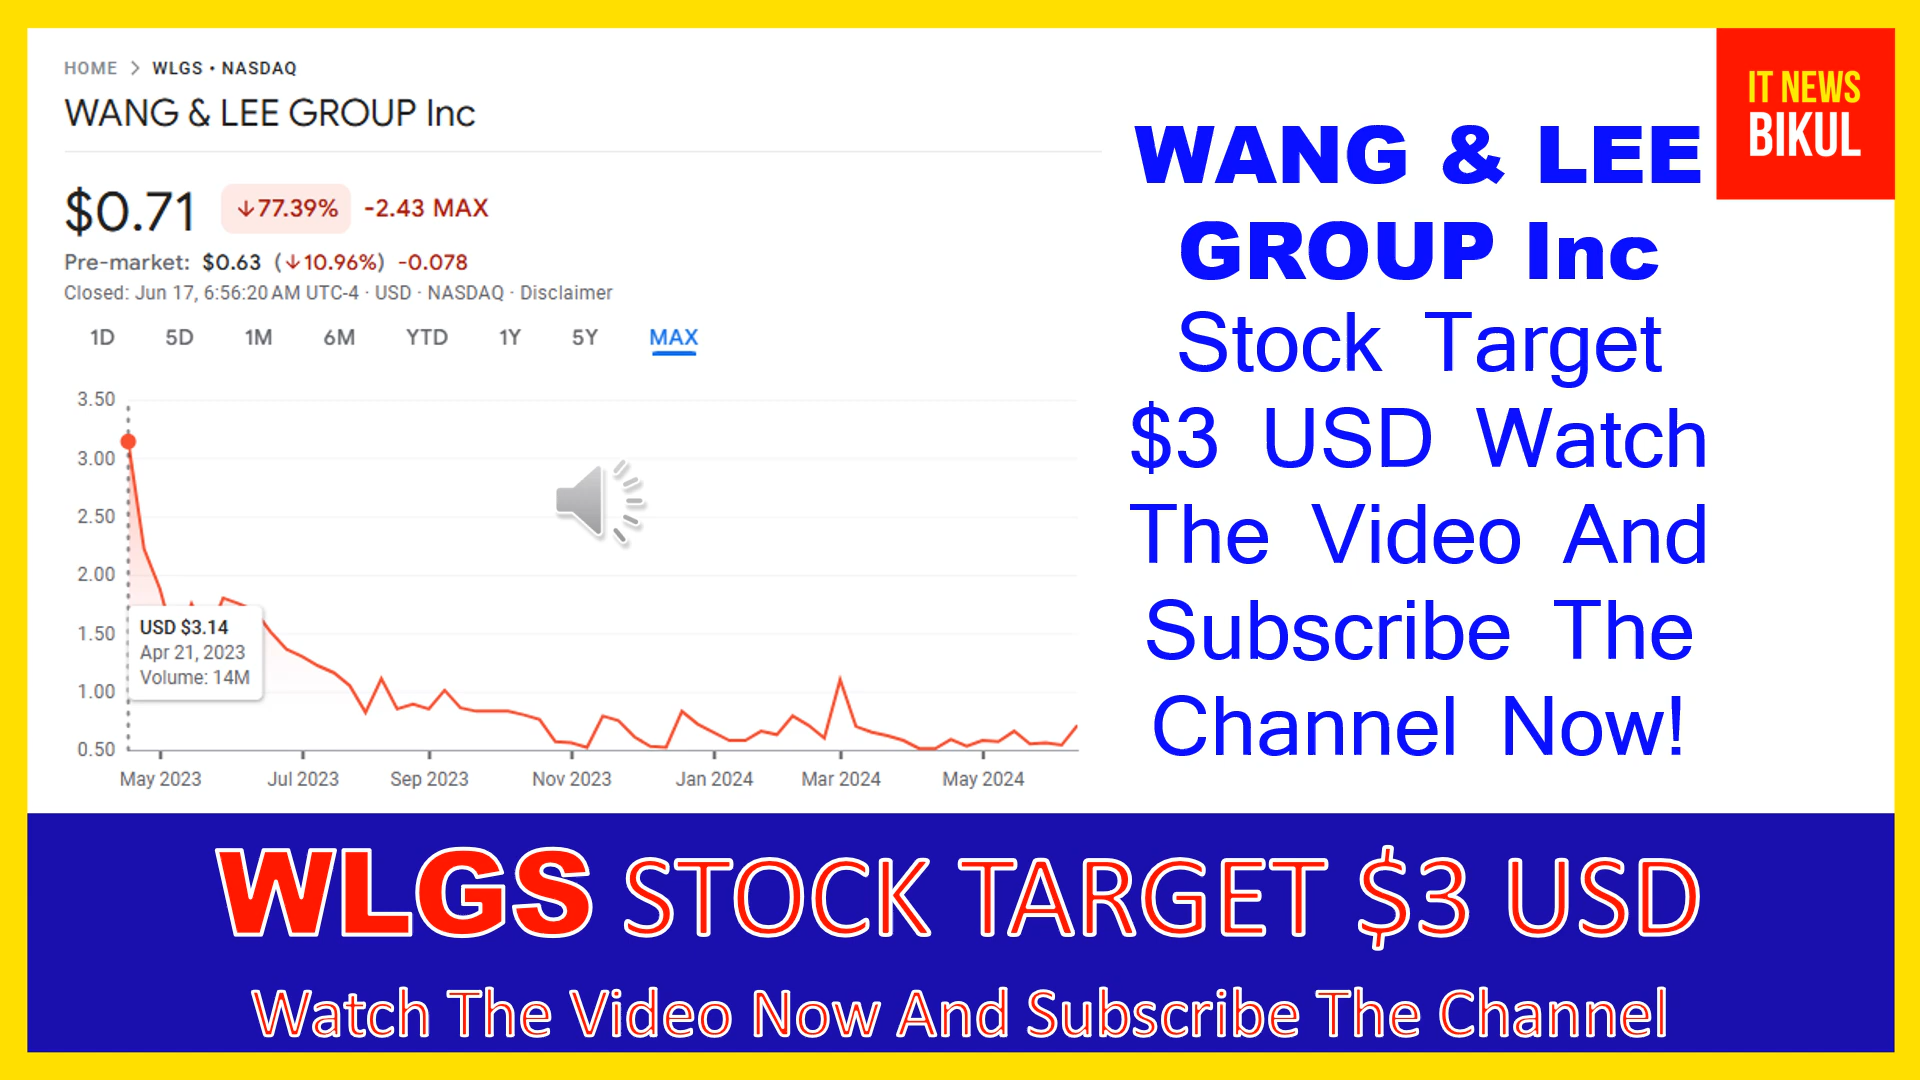 HOME > WLGS • NASDAQ
WANG & LEE GROUP Inc
$0.71 ↓77.39% -2.43 MAX
Pre-market: $0.63 (↓10.96%) -0.078
Closed: Jun 17, 6:56:20 AM UTC-4 · USD · NASDAQ · Disclaimer
1D 5D 1M 6M YTD 1Y 5Y MAX
3.50
3.00
2.50
2.00
1.50
1.00
0.50
USD $3.14
Apr 21, 2023
Volume: 14M
May 2023 Jul 2023 Sep 2023 Nov 2023 Jan 2024 Mar 2024 May 2024
IT NEWS
BIKUL
WANG & LEE
GROUP Inc
Stock Target
$3 USD Watch
The Video And
Subscribe The
Channel Now!
WLGS STOCK TARGET $3 USD
Watch The Video Now And Subscribe The Channel